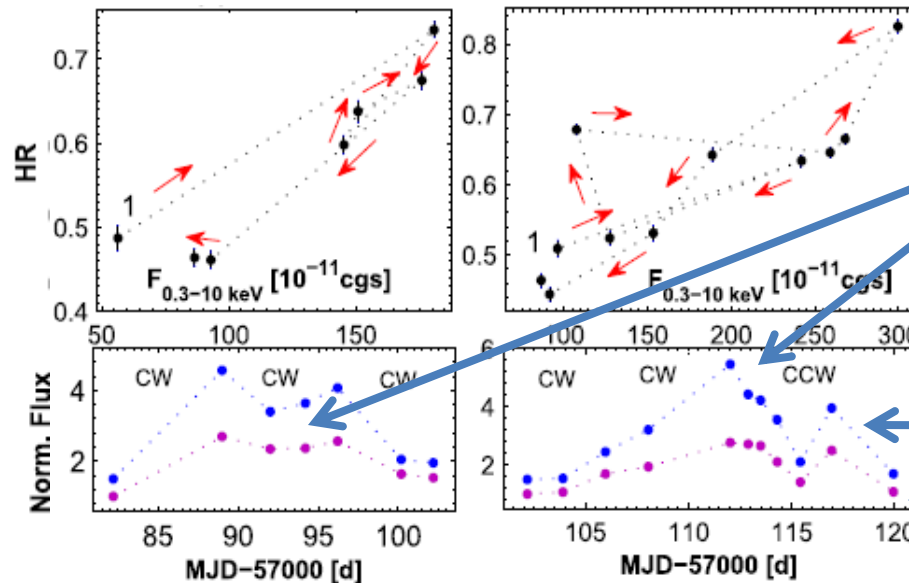 0.7
0.6
0.5
0.4
HR
1
F0.3−10 keV [10−11cgs]
50 100 150
0.8
0.7
0.6
0.5
1
F0.3−10 keV [10−11cgs]
100 150 200 250 300
4
2
Norm. Flux
CW CW CW
85 90 95 100
MJD−57000 [d]
6
4
2
CW CW CCW
105 110 115 120
MJD−57000 [d]